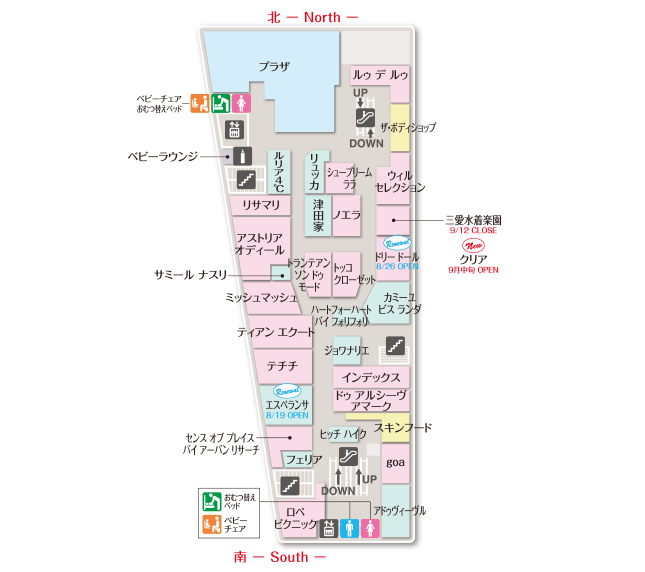 北 － North －
プラザ
ルゥ デ ルゥ
ベビーチェア
おむつ替えベッド
UP
DOWN
ザ・ボディショップ
ベビーラウンジ
ルリア4℃
リュッカ
シュープリーム
ララ
ウィル
セレクション
リサマリ
津田家
ノエラ
三愛水着楽園
9/12 CLOSE
New
クリア
9月中旬 OPEN
アストリア
オディール
Renewal
ドリードール
8/26 OPEN
サミール ナスリ
トランテアン
ソン ドゥ
モード
トッコ
クローゼット
ミッシュマッシュ
カミーユ
ビス ランダ
ハートフォーハート
バイ フォリフォリ
ティアン エクート
ジョワナリエ
テチチ
インデックス
Renewal
エスペランサ
8/19 OPEN
ドゥ アルシーヴ
アマーク
スキンフード
センス オブ プレイス
バイ アーバン リサーチ
ヒッチ ハイク
フェリア
goa
DOWN
UP
おむつ替え
ベッド
ベビー
チェア
ロペ
ピクニック
アドゥヴィーヴル
南 － South －